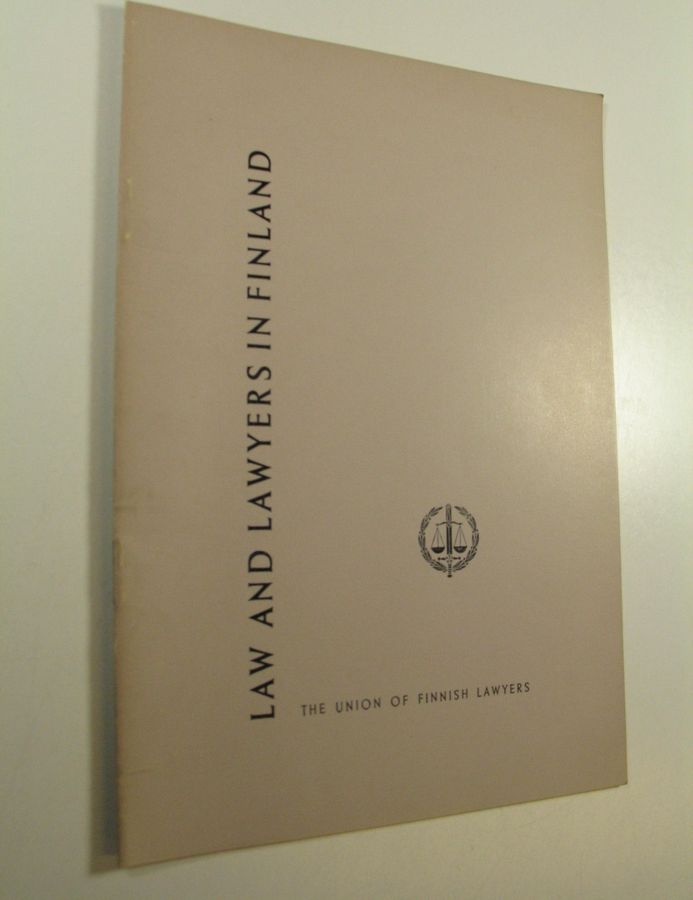 LAW AND LAWYERS IN FINLAND
THE UNION OF FINNISH LAWYERS